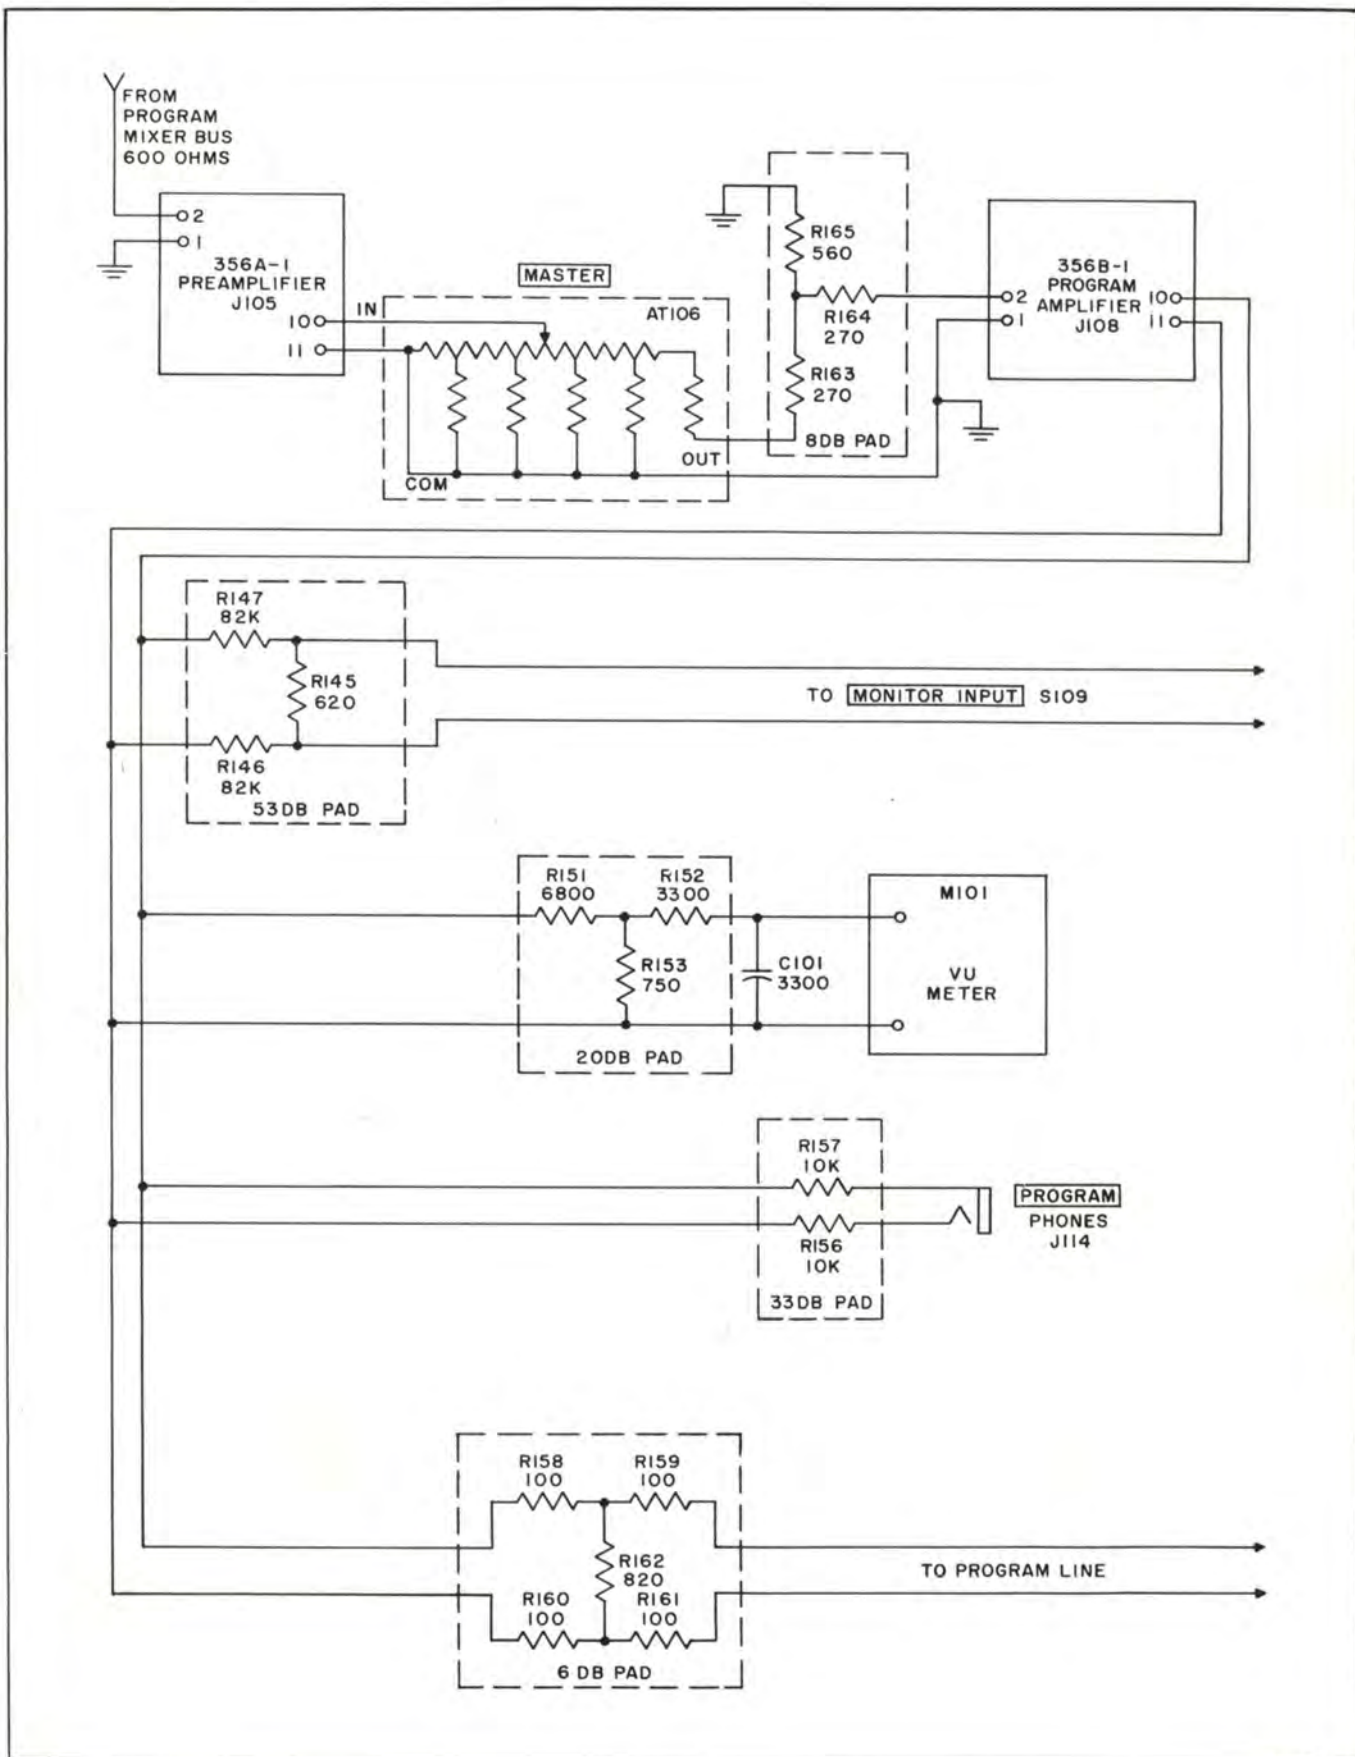 FROM
PROGRAM
MIXER BUS
600 OHMS
2
1
356A-1
PREAMPLIFIER
J105
10
11
IN
MASTER
AT106
COM
OUT
R165
560
R164
270
R163
270
8DB PAD
356B-1
PROGRAM
AMPLIFIER
J108
2
1
10
11
R147
82K
R145
620
R146
82K
53DB PAD
TO MONITOR INPUT S109
R151
6800
R152
3300
R153
750
20DB PAD
C101
3300
M101
VU
METER
R157
10K
R156
10K
33DB PAD
PROGRAM
PHONES
J114
R158
100
R159
100
R162
820
R160
100
R161
100
6 DB PAD
TO PROGRAM LINE